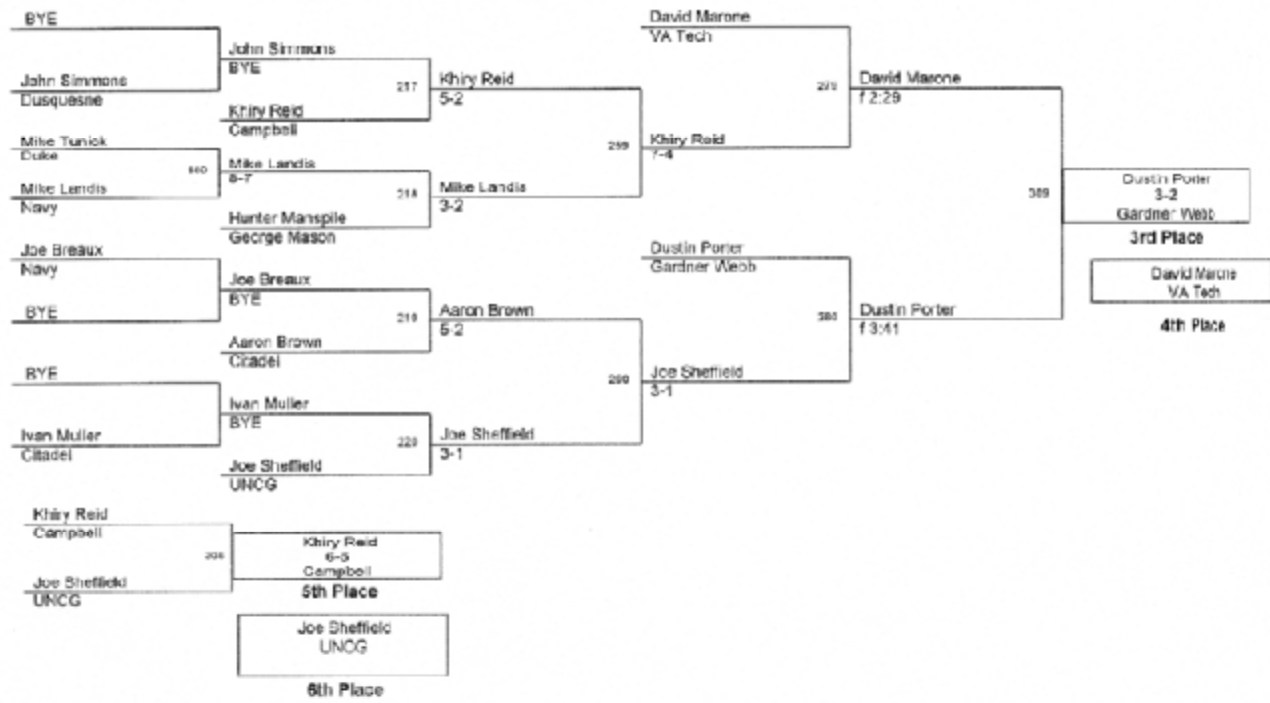 BYE
John Simmons
Dusquesne
Mike Tunick
Duke
Mike Landis
Navy
Joe Breaux
Navy
BYE
BYE
Ivan Muller
Citadel
John Simmons
BYE
217
Khiry Reid
Campbell
Mike Landis
8-7
218
Hunter Manspile
George Mason
Joe Breaux
BYE
Aaron Brown
Citadel
Ivan Muller
BYE
220
Joe Sheffield
UNCG
Khiry Reid
5-2
Mike Landis
3-2
Aaron Brown
5-2
Joe Sheffield
3-1
David Marone
VA Tech
Khiry Reid
7-4
Dustin Porter
Gardner Webb
Joe Sheffield
3-1
David Marone
f 2:29
Dustin Porter
f 3:41
Dustin Porter
3-2
Gardner Webb
3rd Place
David Marone
VA Tech
4th Place
Khiry Reid
Campbell
Joe Sheffield
UNCG
Khiry Reid
6-5
Campbell
5th Place
Joe Sheffield
UNCG
6th Place